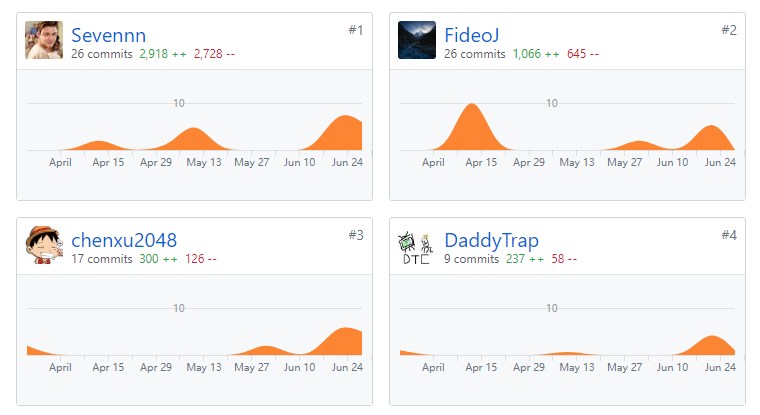 Sevennn #1
26 commits 2,918 ++ 2,728 --
10
April Apr 15 Apr 29 May 13 May 27 Jun 10 Jun 24
FideoJ #2
26 commits 1,066 ++ 645 --
10
April Apr 15 Apr 29 May 13 May 27 Jun 10 Jun 24
chenxu2048 #3
17 commits 300 ++ 126 --
10
April Apr 15 Apr 29 May 13 May 27 Jun 10 Jun 24
DTC
DaddyTrap #4
9 commits 237 ++ 58 --
10
April Apr 15 Apr 29 May 13 May 27 Jun 10 Jun 24